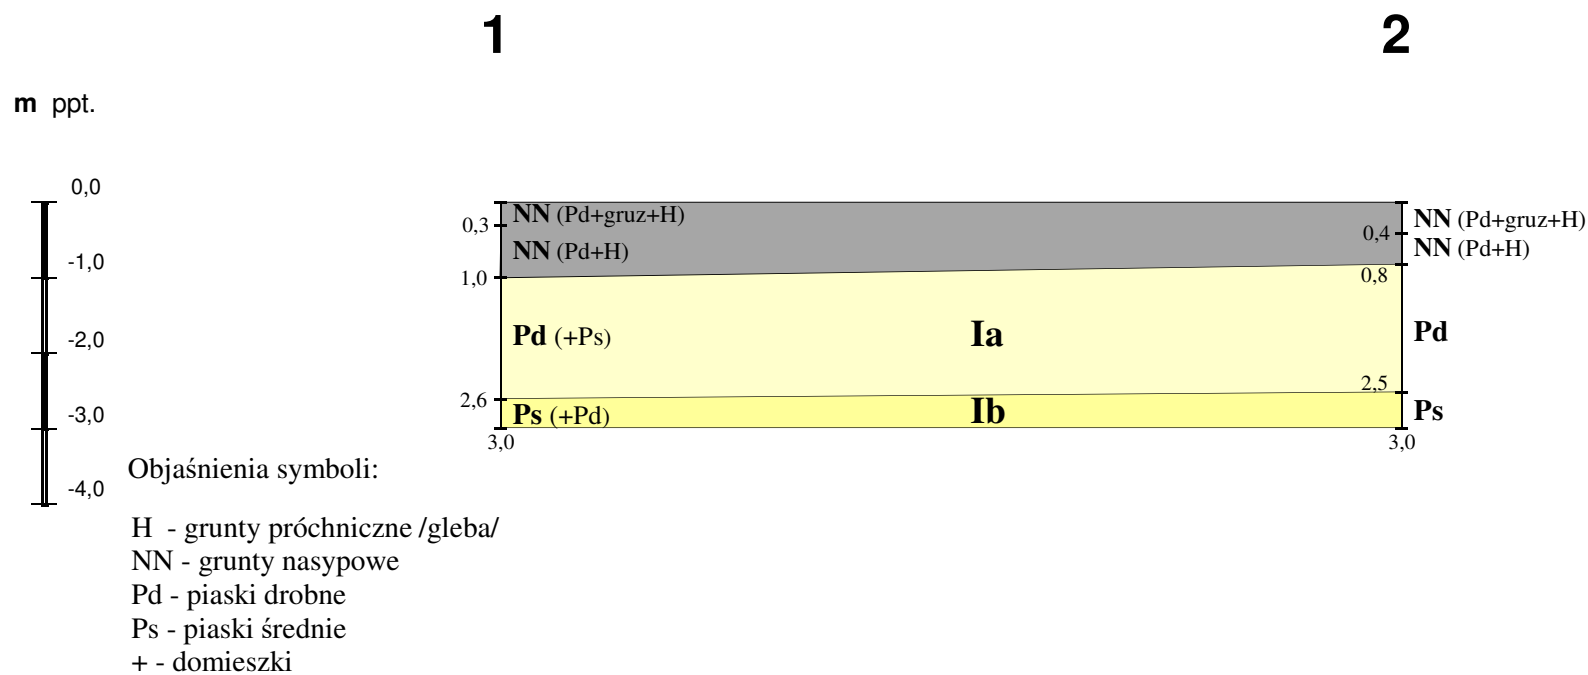 1 2
m ppt.
0,0
-1,0
-2,0
-3,0
-4,0
0,3
1,0
2,6
3,0
NN (Pd+gruz+H)
NN (Pd+H)
Pd (+Ps)
Ps (+Pd)
Ia
Ib
0,4
0,8
2,5
3,0
NN (Pd+gruz+H)
NN (Pd+H)
Pd
Ps
Objaśnienia symboli:
H - grunty próchniczne /gleba/
NN - grunty nasypowe
Pd - piaski drobne
Ps - piaski średnie
+ - domieszki